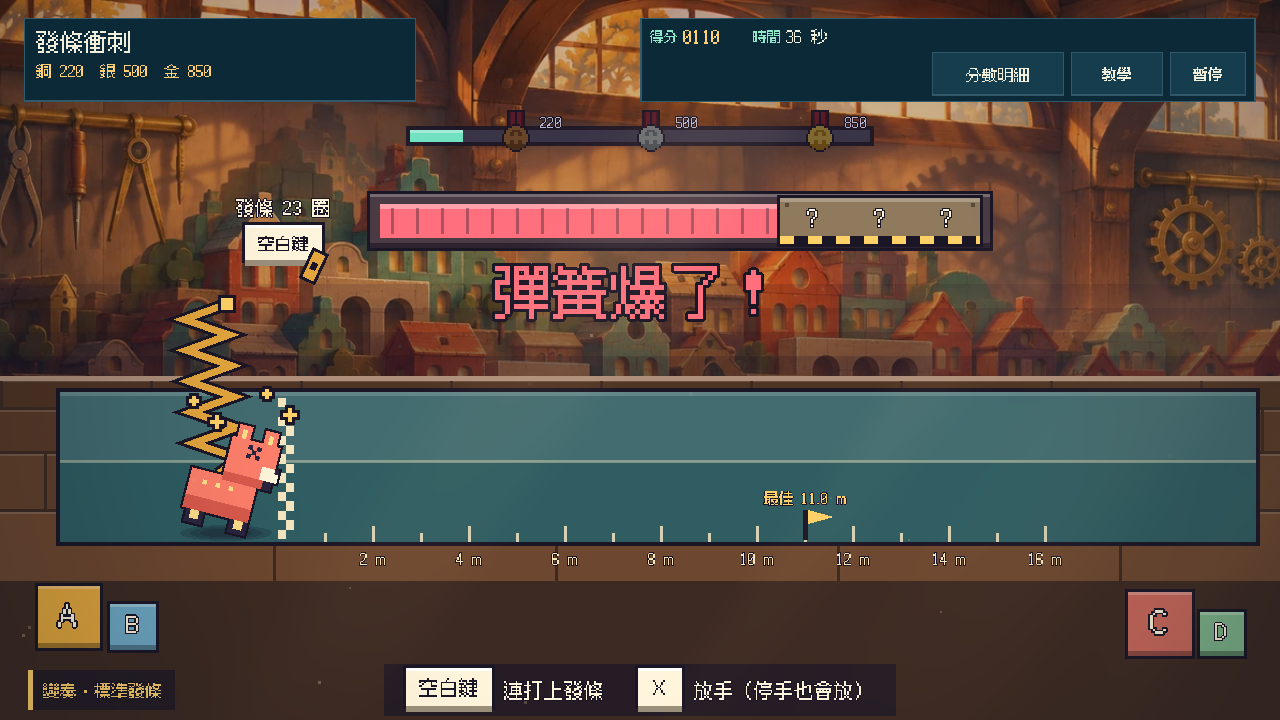 發條衝刺
銅 220 銀 500 金 850
得分 0110 時間 36 秒
分數明細 教學 暫停
220 500 850
發條 23 圈
空白鍵
? ? ?
彈簧爆了!
最佳 11.0 m
2 m 4 m 6 m 8 m 10 m 12 m 14 m 16 m
A B C D
變奏·標準發條
空白鍵 連打上發條 X 放手（停手也會放）